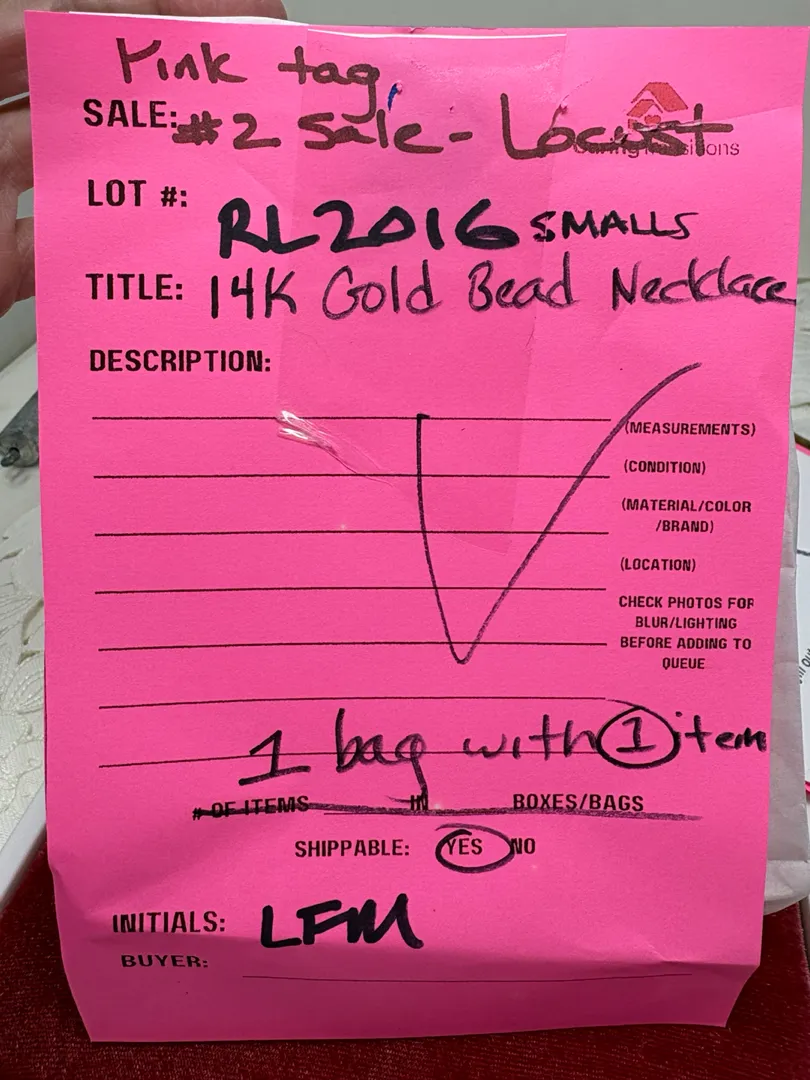 Pink tag
SALE: #2 Sale - Locust
Caring Transitions
LOT #: RL2016 SMALLS
TITLE: 14K Gold Bead Necklace
DESCRIPTION:
(MEASUREMENTS)
(CONDITION)
(MATERIAL/COLOR
/BRAND)
(LOCATION)
CHECK PHOTOS FOR
BLUR/LIGHTING
BEFORE ADDING TO
QUEUE
1 bag with 1 item
# OF ITEMS IN BOXES/BAGS
SHIPPABLE: YES NO
INITIALS: LFM
BUYER: